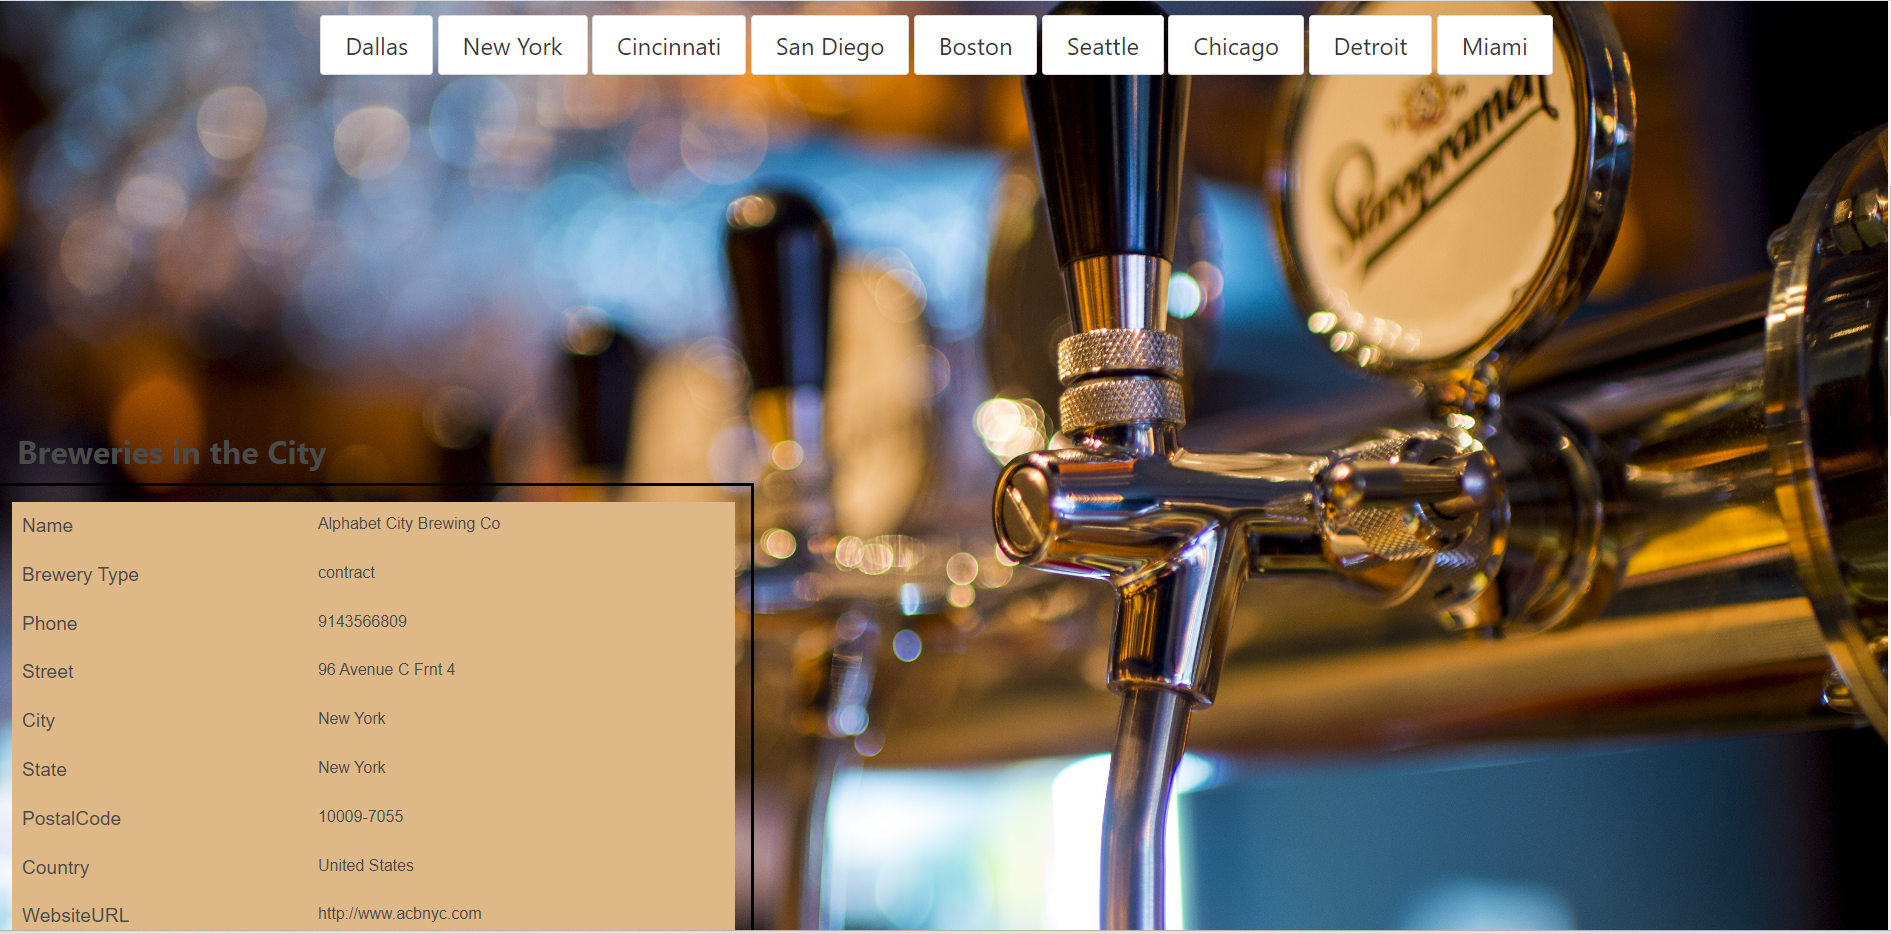 Dallas New York Cincinnati San Diego Boston Seattle Chicago Detroit Miami
Staropramen
Breweries in the City
Name Alphabet City Brewing Co
Brewery Type contract
Phone 9143566809
Street 96 Avenue C Frnt 4
City New York
State New York
PostalCode 10009-7055
Country United States
WebsiteURL http://www.acbnyc.com